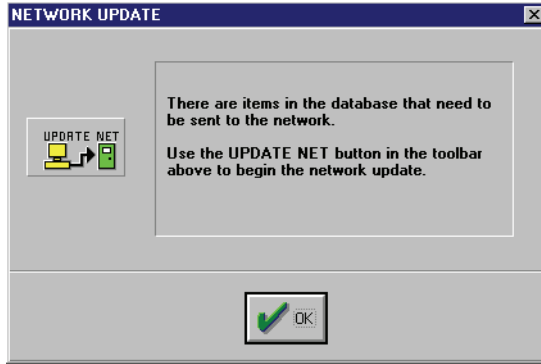 NETWORK UPDATE
There are items in the database that need to
be sent to the network.
UPDATE NET
Use the UPDATE NET button in the toolbar
above to begin the network update.
OK